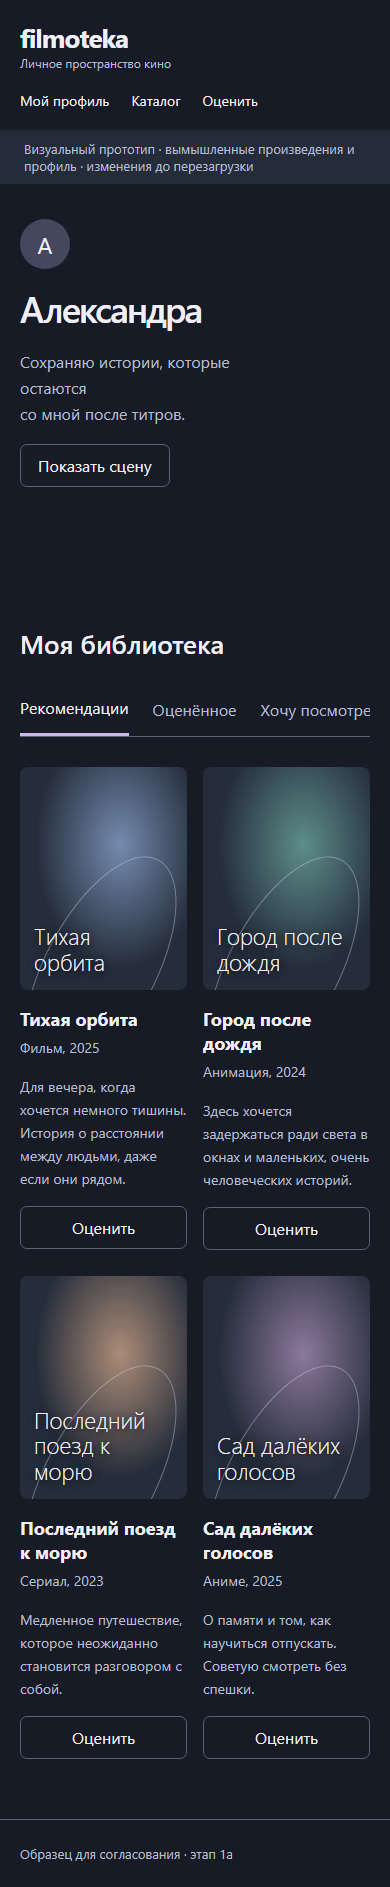 filmoteka
Личное пространство кино
Мой профиль Каталог Оценить
Визуальный прототип · вымышленные произведения и
профиль · изменения до перезагрузки
А
Александра
Сохраняю истории, которые
остаются
со мной после титров.
Показать сцену
Моя библиотека
Рекомендации Оценённое Хочу посмотре
Тихая
орбита
Тихая орбита
Фильм, 2025
Для вечера, когда
хочется немного тишины.
История о расстоянии
между людьми, даже
если они рядом.
Оценить
Город после
дождя
Город после
дождя
Анимация, 2024
Здесь хочется
задержаться ради света в
окнах и маленьких, очень
человеческих историй.
Оценить
Последний
поезд к
морю
Последний поезд
к морю
Сериал, 2023
Медленное путешествие,
которое неожиданно
становится разговором с
собой.
Оценить
Сад далёких
голосов
Сад далёких
голосов
Аниме, 2025
О памяти и том, как
научиться отпускать.
Советую смотреть без
спешки.
Оценить
Образец для согласования · этап 1а